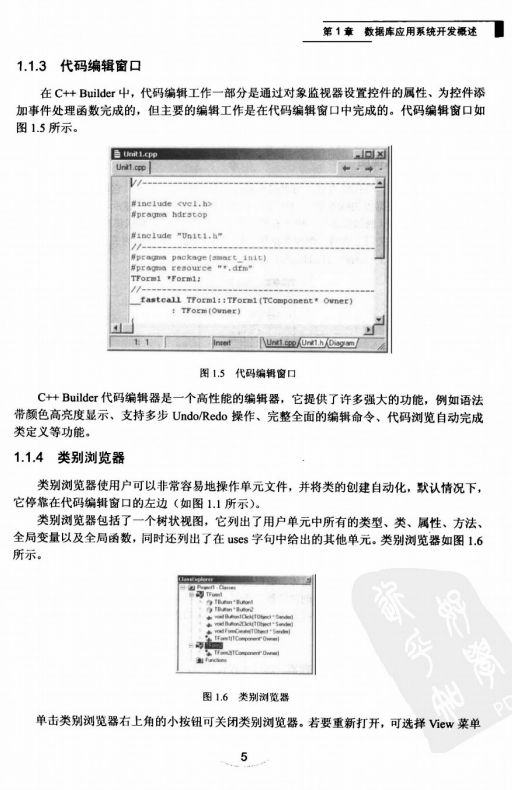 第1章 数据库应用系统开发概述
1.1.3 代码编辑窗口
在 C++ Builder 中，代码编辑工作一部分是通过对象监视器设置控件的属性、为控件添
加事件处理函数完成的，但主要的编辑工作是在代码编辑窗口中完成的。代码编辑窗口如
图 1.5 所示。
Unit1.cpp
Unit1.cpp
//------------------------------------------------
#include <vcl.h>
#pragma hdrstop
#include "Unit1.h"
//------------------------------------------------
#pragma package(smart_init)
#pragma resource "*.dfm"
TForm1 *Form1;
//------------------------------------------------
__fastcall TForm1::TForm1(TComponent* Owner)
: TForm(Owner)
1: 1 Insert Unit1.cpp Unit1.h Diagram
图 1.5 代码编辑窗口
C++ Builder 代码编辑器是一个高性能的编辑器，它提供了许多强大的功能，例如语法
带颜色高亮度显示、支持多步 Undo/Redo 操作、完整全面的编辑命令、代码浏览自动完成
类定义等功能。
1.1.4 类别浏览器
类别浏览器使用户可以非常容易地操作单元文件，并将类的创建自动化，默认情况下，
它停靠在代码编辑窗口的左边（如图 1.1 所示）。
类别浏览器包括了一个树状视图，它列出了用户单元中所有的类型、类、属性、方法、
全局变量以及全局函数，同时还列出了在 uses 字句中给出的其他单元。类别浏览器如图 1.6
所示。
ClassExplorer
Project1 - Classes
TForm1
TButton * Button1
TButton * Button2
void Button1Click(TObject * Sender)
void Button2Click(TObject * Sender)
void FormCreate(TObject * Sender)
TForm1(TComponent* Owner)
TForm2
TForm2(TComponent* Owner)
Functions
图 1.6 类别浏览器
单击类别浏览器右上角的小按钮可关闭类别浏览器。若要重新打开，可选择 View 菜单
5